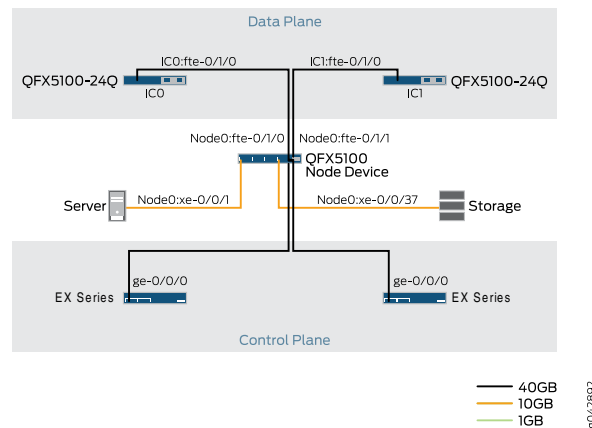 Data Plane
IC0:fte-0/1/0
IC1:fte-0/1/0
QFX5100-24Q
IC0
IC1
QFX5100-24Q
Node0:fte-0/1/0
Node0:fte-0/1/1
QFX5100
Node Device
Server
Node0:xe-0/0/1
Node0:xe-0/0/37
Storage
ge-0/0/0
ge-0/0/0
EX Series
EX Series
Control Plane
40GB
10GB
1GB
g042892